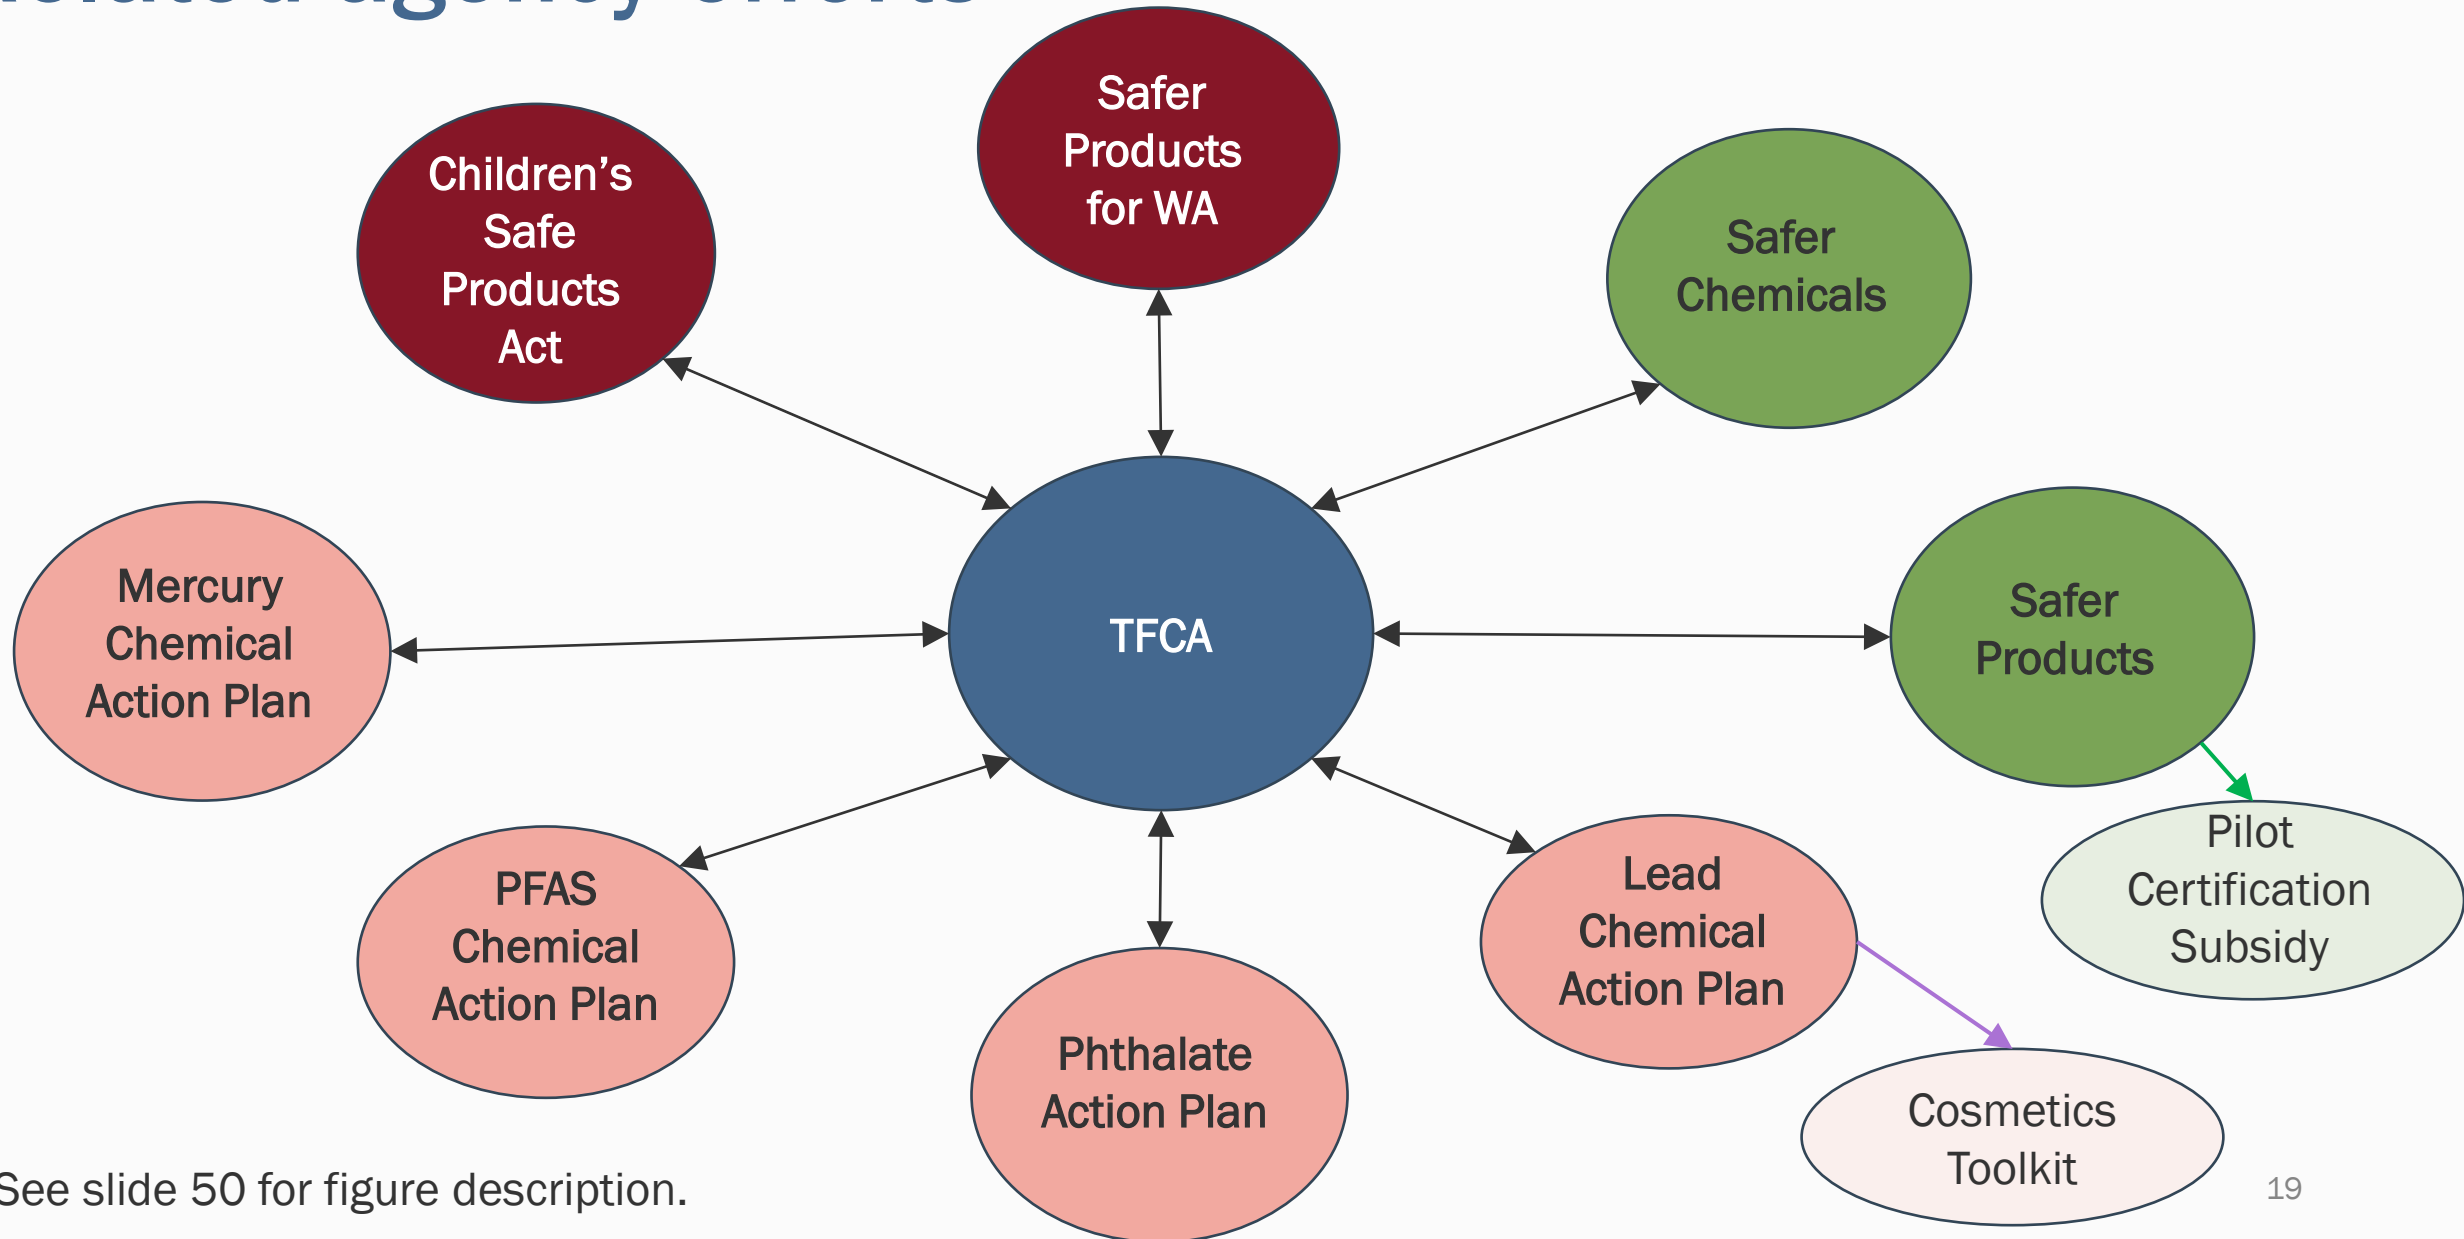 agency efforts
Safer
Products
for WA
Children’s
Safe
Products
Act
Safer
Chemicals
Mercury
Chemical
Action Plan
TFCA
Safer
Products
PFAS
Chemical
Action Plan
Phthalate
Action Plan
Lead
Chemical
Action Plan
Pilot
Certification
Subsidy
Cosmetics
Toolkit
See slide 50 for figure description.
19